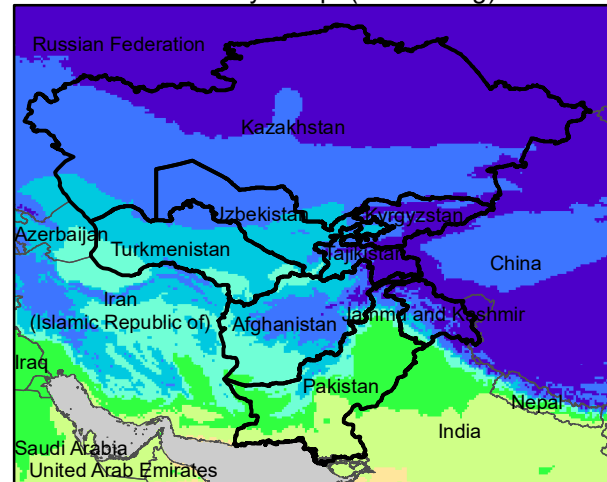 Russian Federation
Kazakhstan
Uzbekistan
Kyrgyzstan
Azerbaijan
Turkmenistan
Tajikistan
China
Iran
(Islamic Republic of)
Afghanistan
Jammu and Kashmir
Iraq
Pakistan
Nepal
India
Saudi Arabia
United Arab Emirates